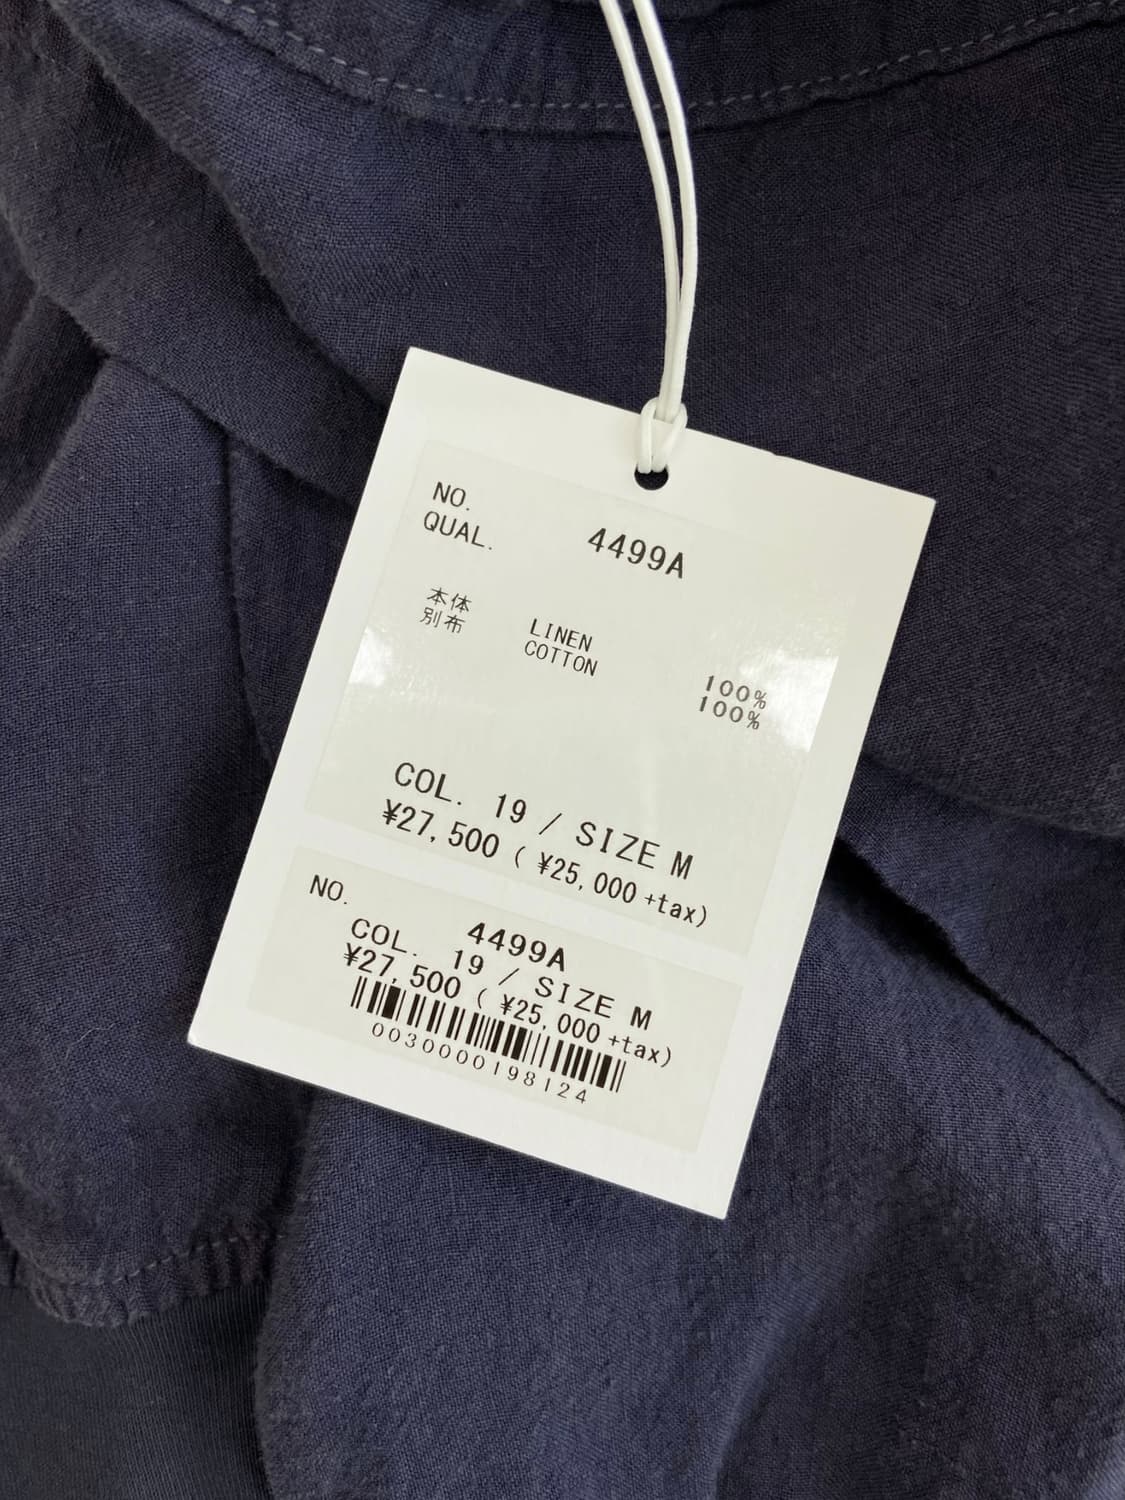 NO. 4499A
QUAL.
本体 LINEN 100%
別布 COTTON 100%
COL. 19 / SIZE M
¥27,500 ( ¥25,000 +tax)
NO. 4499A
COL. 19 / SIZE M
¥27,500 ( ¥25,000 +tax)
0030000198124